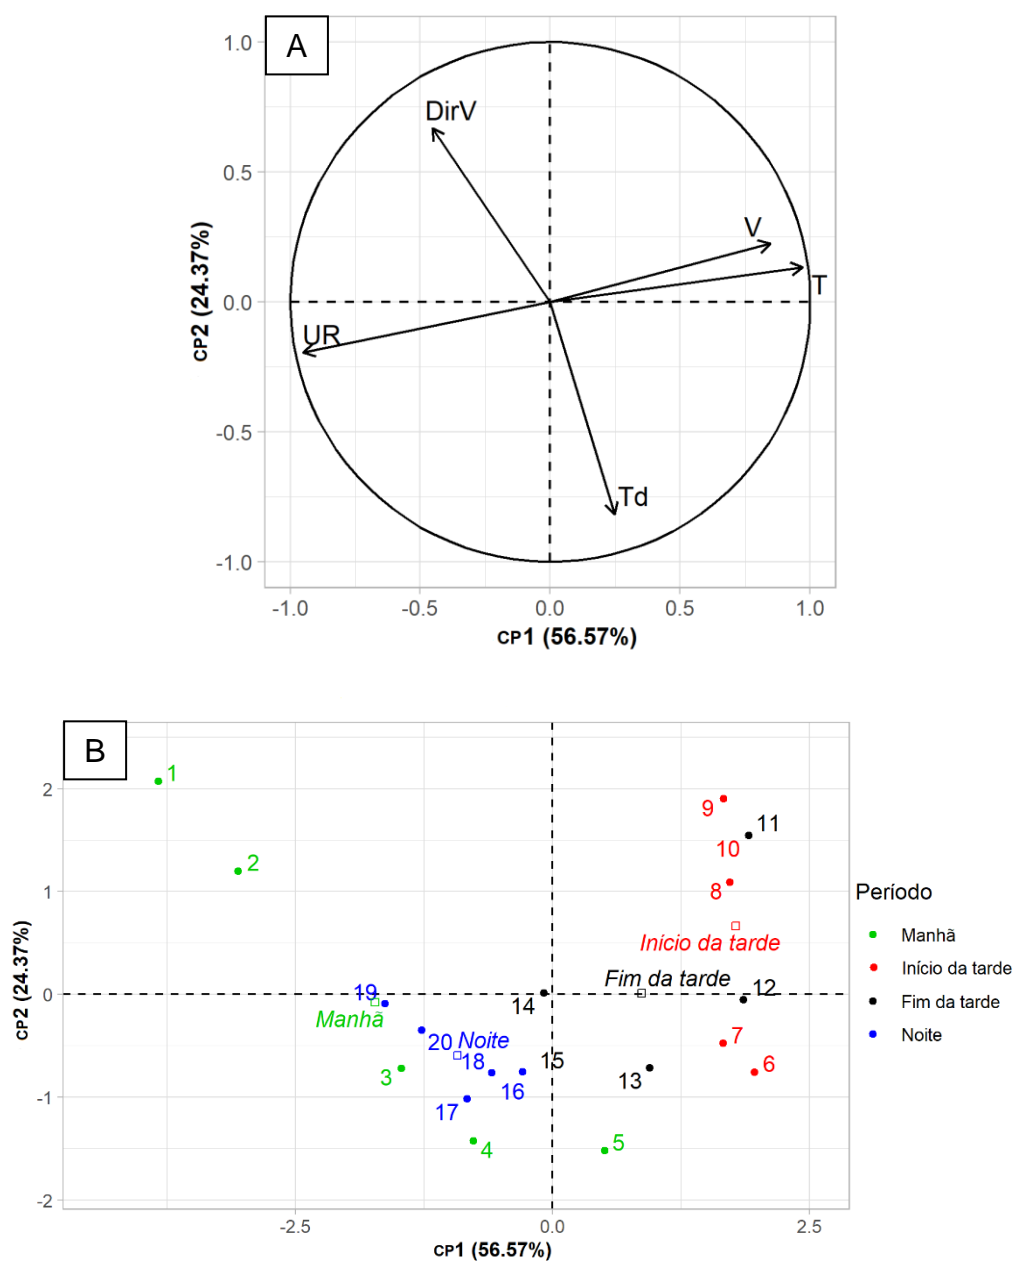 A
1.0
DirV
0.5
V
T
0.0
UR
-0.5
Td
-1.0
CP2 (24.37%)
-1.0 -0.5 0.0 0.5 1.0
CP1 (56.57%)
B
1
2
2
9
11
10
8
1
Início da tarde
Fim da tarde
19
12
0
14
Manhã
20 Noite
7
18
15
6
3
16
13
17
-1
4
5
-2
CP2 (24.37%)
-2.5 0.0 2.5
CP1 (56.57%)
Período
Manhã
Início da tarde
Fim da tarde
Noite